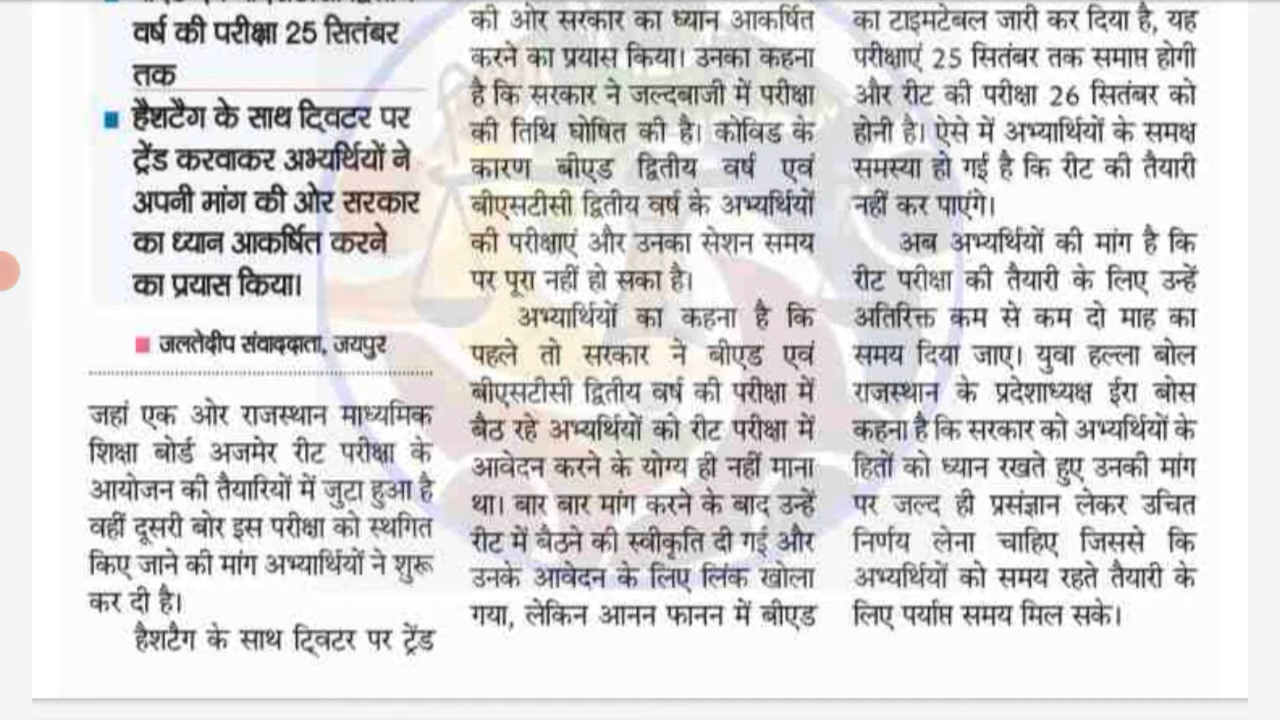 वर्ष की परीक्षा 25 सितंबर
तक
हैशटैग के साथ ट्विटर पर
ट्रेंड करवाकर अभ्यर्थियों ने
अपनी मांग की ओर सरकार
का ध्यान आकर्षित करने
का प्रयास किया।
जलतेदीप संवाददाता, जयपुर
जहां एक ओर राजस्थान माध्यमिक
शिक्षा बोर्ड अजमेर रीट परीक्षा के
आयोजन की तैयारियों में जुटा हुआ है
वहीं दूसरी बोर इस परीक्षा को स्थगित
किए जाने की मांग अभ्यार्थियों ने शुरू
कर दी है।
हैशटैग के साथ ट्विटर पर ट्रेंड
की ओर सरकार का ध्यान आकर्षित
करने का प्रयास किया। उनका कहना
है कि सरकार ने जल्दबाजी में परीक्षा
की तिथि घोषित की है। कोविड के
कारण बीएड द्वितीय वर्ष एवं
बीएसटीसी द्वितीय वर्ष के अभ्यर्थियों
की परीक्षाएं और उनका सेशन समय
पर पूरा नहीं हो सका है।
अभ्यार्थियों का कहना है कि
पहले तो सरकार ने बीएड एवं
बीएसटीसी द्वितीय वर्ष की परीक्षा में
बैठ रहे अभ्यर्थियों को रीट परीक्षा में
आवेदन करने के योग्य ही नहीं माना
था। बार बार मांग करने के बाद उन्हें
रीट में बैठने की स्वीकृति दी गई और
उनके आवेदन के लिए लिंक खोला
गया, लेकिन आनन फानन में बीएड
का टाइमटेबल जारी कर दिया है, यह
परीक्षाएं 25 सितंबर तक समाप्त होगी
और रीट की परीक्षा 26 सितंबर को
होनी है। ऐसे में अभ्यार्थियों के समक्ष
समस्या हो गई है कि रीट की तैयारी
नहीं कर पाएंगे।
अब अभ्यर्थियों की मांग है कि
रीट परीक्षा की तैयारी के लिए उन्हें
अतिरिक्त कम से कम दो माह का
समय दिया जाए। युवा हल्ला बोल
राजस्थान के प्रदेशाध्यक्ष ईरा बोस
कहना है कि सरकार को अभ्यर्थियों के
हितों को ध्यान रखते हुए उनकी मांग
पर जल्द ही प्रसंज्ञान लेकर उचित
निर्णय लेना चाहिए जिससे कि
अभ्यर्थियों को समय रहते तैयारी के
लिए पर्याप्त समय मिल सके।